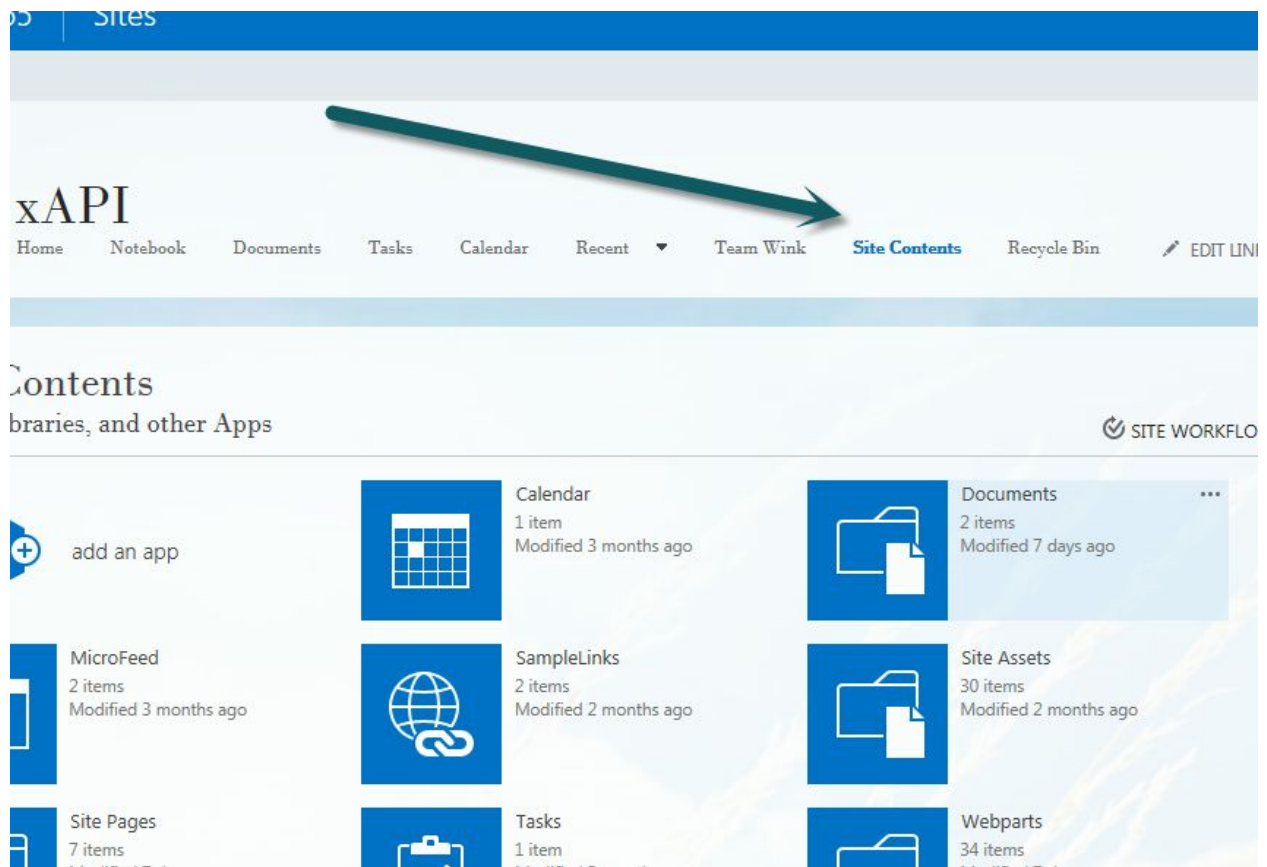 Sites
xAPI
Home Notebook Documents Tasks Calendar Recent Team Wink Site Contents Recycle Bin EDIT
Contents
and other Apps
SITE
add an app
Calendar
1 item
Modified 3 months ago
Documents
2 items
Modified 7 days ago
MicroFeed
2 items
Modified 3 months ago
SampleLinks
2 items
Modified 2 months ago
Site Assets
30 items
Modified 2 months ago
Site Pages
7 items
Tasks
1 item
Webparts
34 items